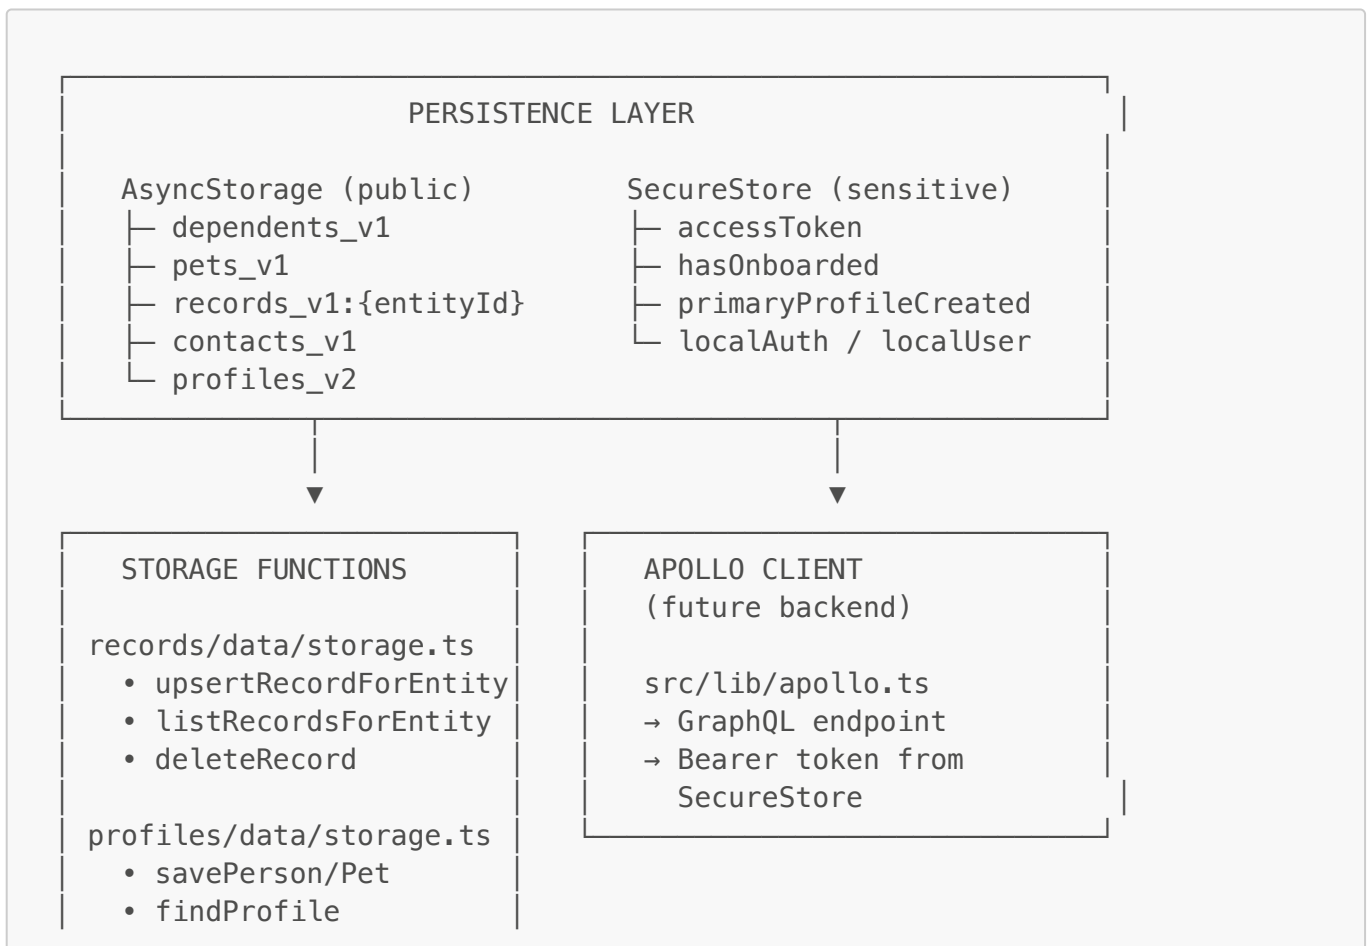 PERSISTENCE LAYER
AsyncStorage (public) SecureStore (sensitive)
├─ dependents_v1 ├─ accessToken
├─ pets_v1 ├─ hasOnboarded
├─ records_v1:{entityId} ├─ primaryProfileCreated
├─ contacts_v1 └─ localAuth / localUser
└─ profiles_v2
STORAGE FUNCTIONS APOLLO CLIENT
(future backend)
records/data/storage.ts
• upsertRecordForEntity src/lib/apollo.ts
• listRecordsForEntity → GraphQL endpoint
• deleteRecord → Bearer token from
SecureStore
profiles/data/storage.ts
• savePerson/Pet
• findProfile